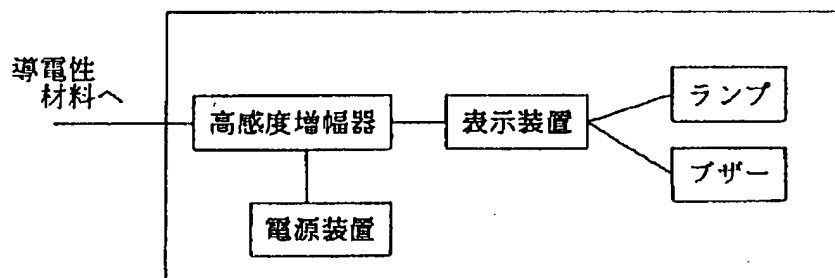 導電性
材料へ
高感度増幅器
表示装置
ランプ
ブザー
電源装置